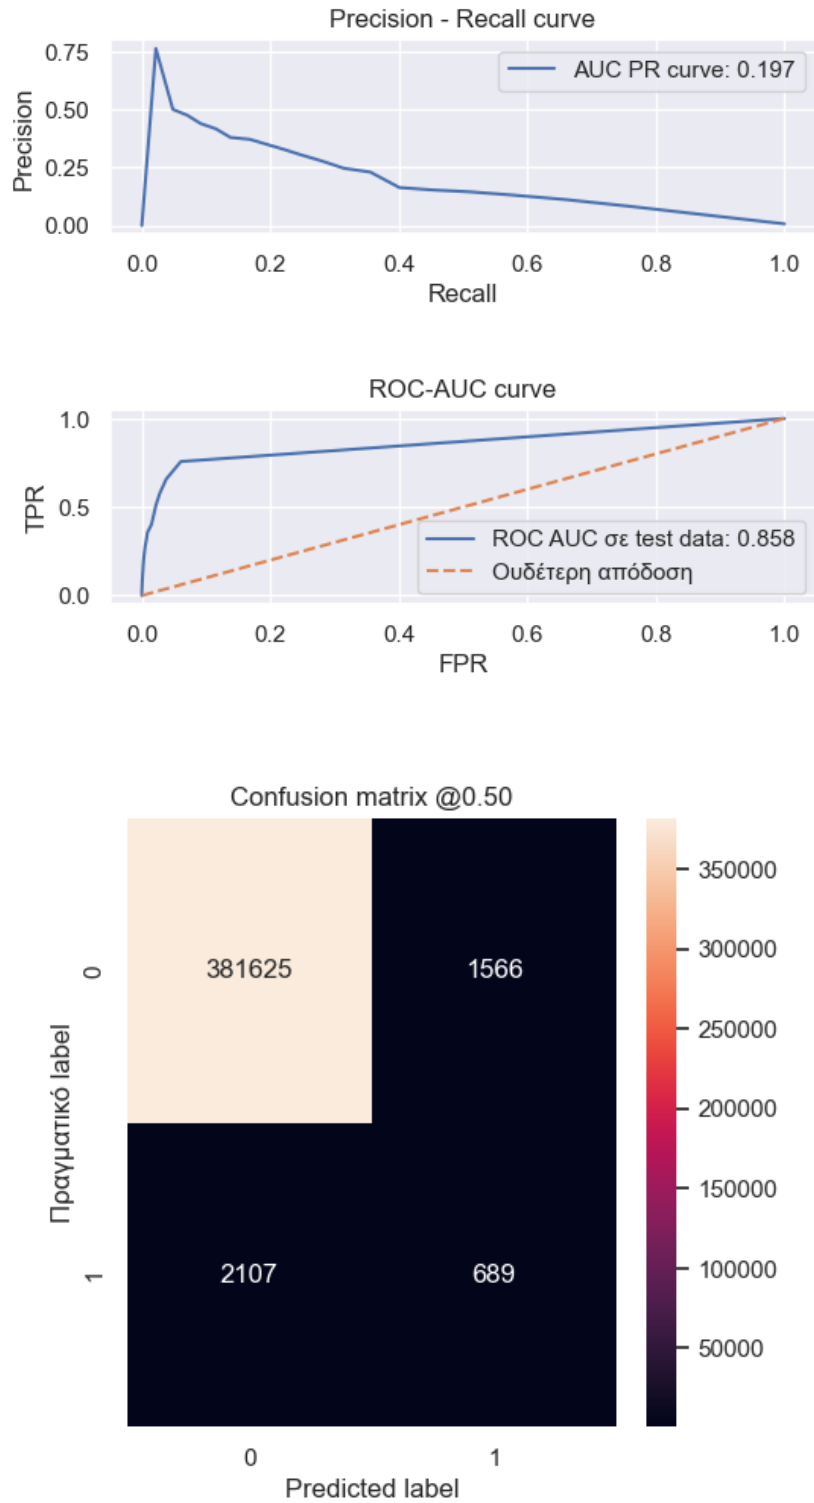 Precision - Recall curve
AUC PR curve: 0.197
0.75
0.50
0.25
0.00
Precision
0.0 0.2 0.4 0.6 0.8 1.0
Recall
ROC-AUC curve
1.0
0.5
0.0
TPR
ROC AUC σε test data: 0.858
Ουδέτερη απόδοση
0.0 0.2 0.4 0.6 0.8 1.0
FPR
Confusion matrix @0.50
381625 1566
2107 689
0
1
Πραγματικό label
0 1
Predicted label
350000
300000
250000
200000
150000
100000
50000